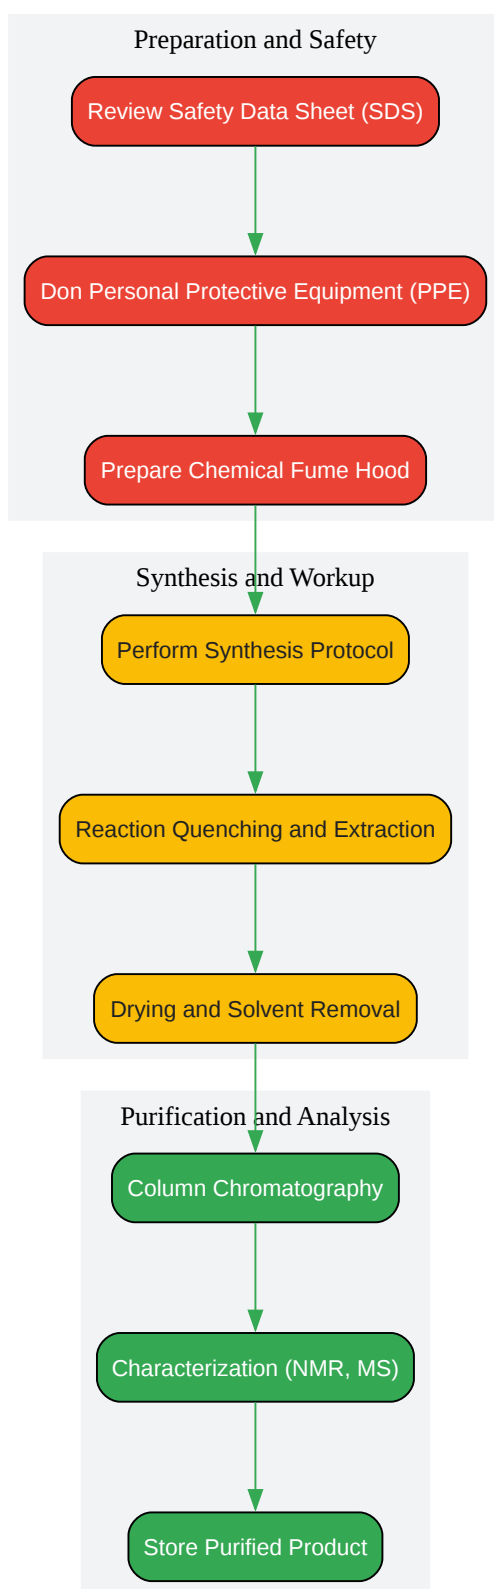 Preparation and Safety
Review Safety Data Sheet (SDS)
Don Personal Protective Equipment (PPE)
Prepare Chemical Fume Hood
Synthesis and Workup
Perform Synthesis Protocol
Reaction Quenching and Extraction
Drying and Solvent Removal
Purification and Analysis
Column Chromatography
Characterization (NMR, MS)
Store Purified Product